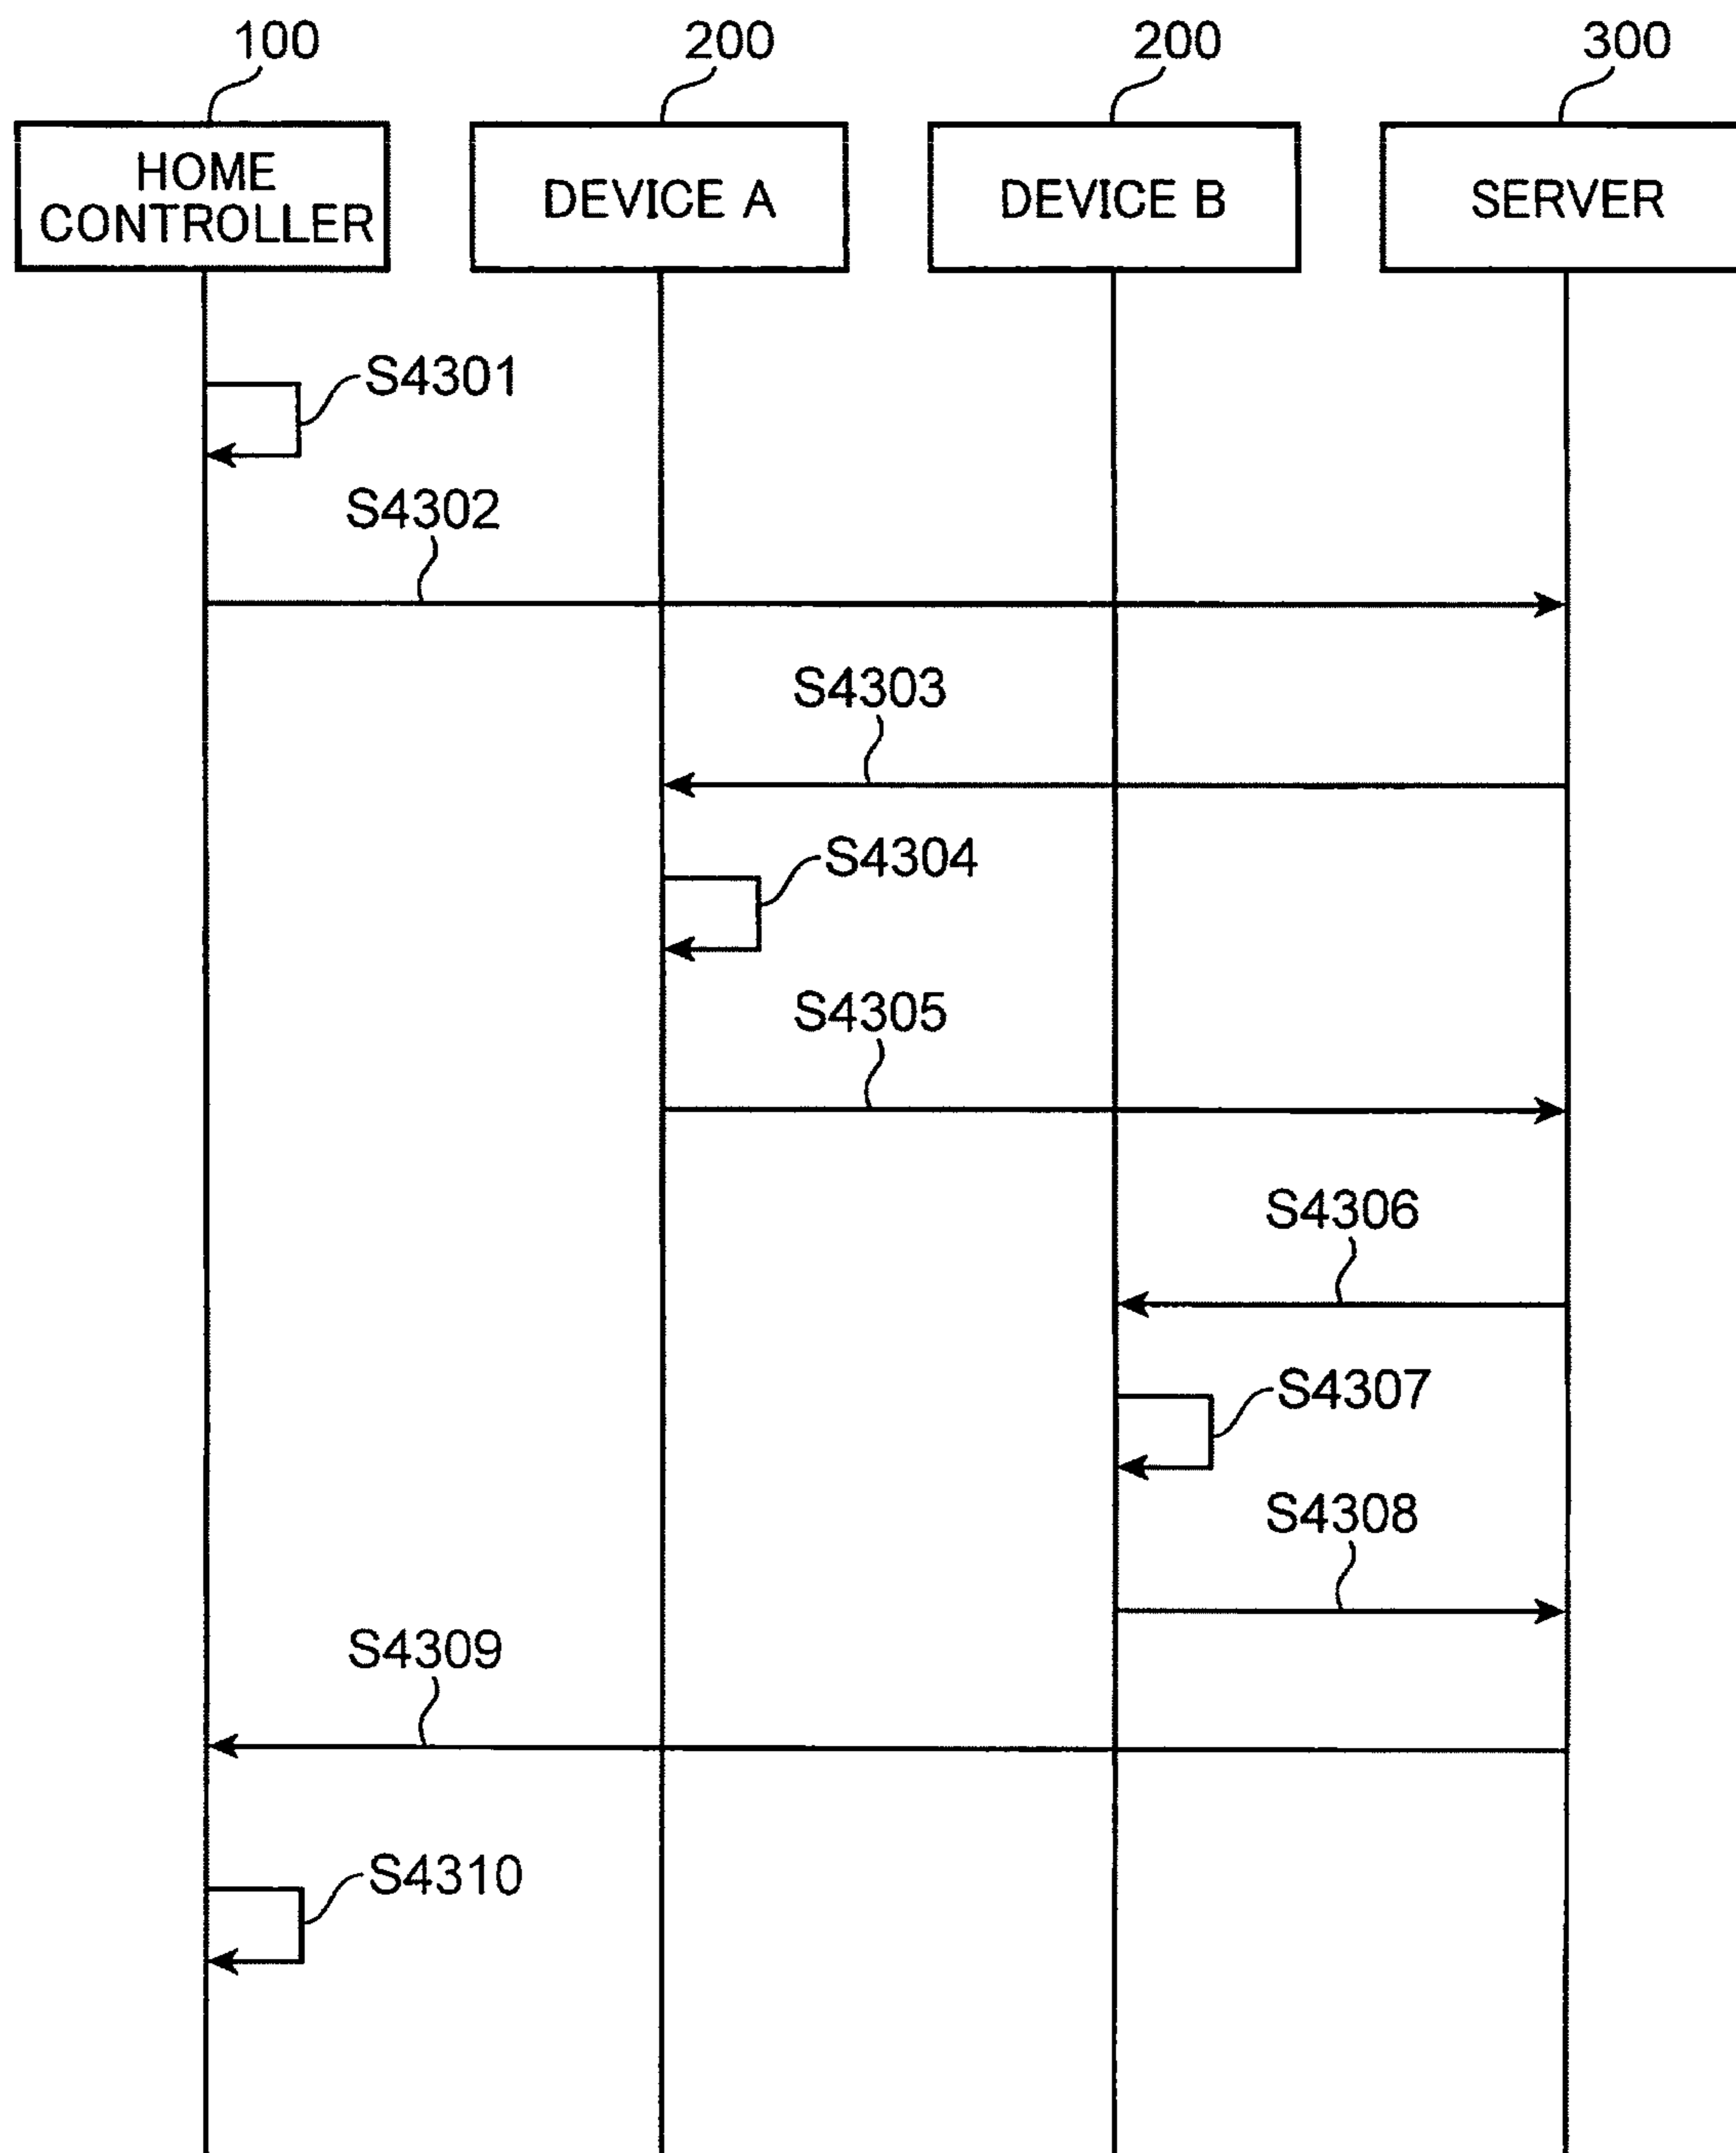 100
200
200
300
HOME
CONTROLLER
DEVICE A
DEVICE B
SERVER
S4301
S4302
S4303
S4304
S4305
S4306
S4307
S4308
S4309
S4310